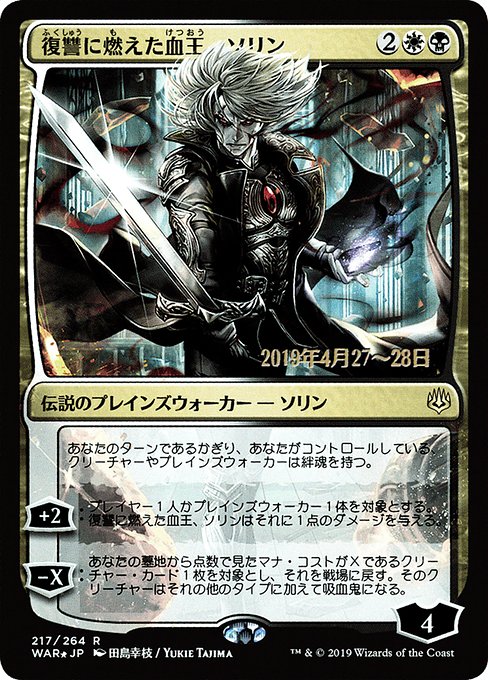 ふくしゅう も けつおう
復讐に燃えた血王、ソリン 2
2019年4月27~28日
伝説のプレインズウォーカー ― ソリン
あなたのターンであるかぎり、あなたがコントロールしている
クリーチャーやプレインズウォーカーは絆魂を持つ。
+2 :プレイヤー1人かプレインズウォーカー1体を対象とする。
復讐に燃えた血王、ソリンはそれに1点のダメージを与える。
-X :あなたの墓地から点数で見たマナ・コストがXであるクリ
ーチャー・カード1枚を対象とし、それを戦場に戻す。そのク
リーチャーはそれの他のタイプに加えて吸血鬼になる。
4
217/264 R
WAR★JP 田島幸枝/YUKIE TAJIMA
™ & © 2019 Wizards of the Coast